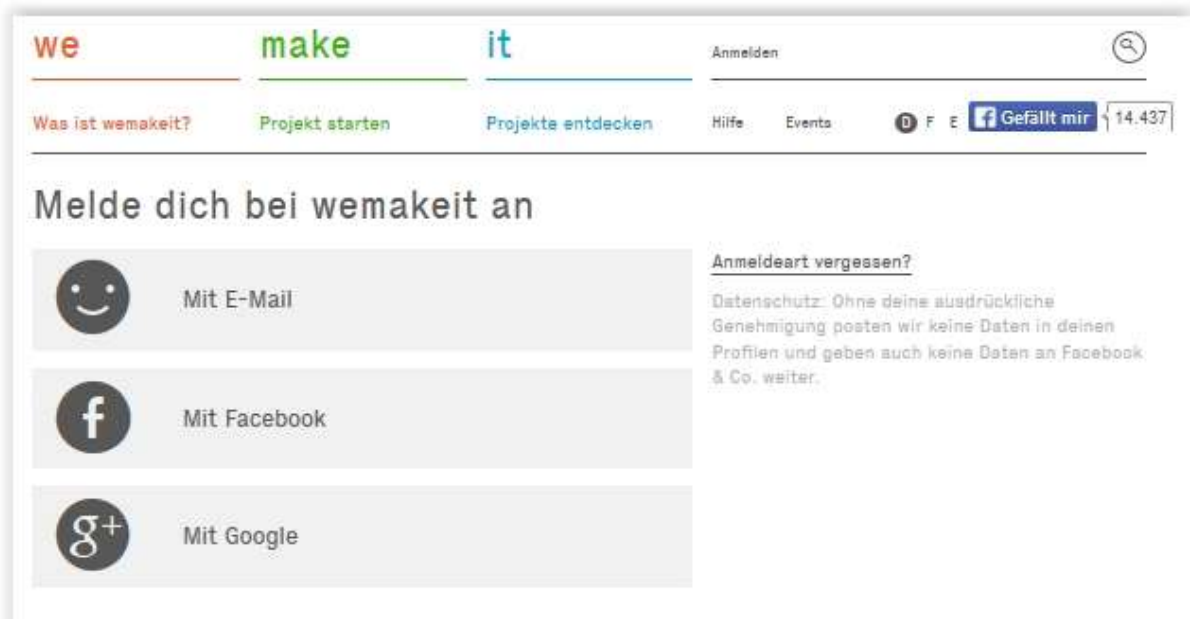 we make it Anmelden
Was ist wemakeit? Projekt starten Projekte entdecken Hilfe Events D F E f Gefällt mir 14.437
Melde dich bei wemakeit an
Mit E-Mail
f Mit Facebook
g+ Mit Google
Anmeldeart vergessen?
Datenschutz: Ohne deine ausdrückliche
Genehmigung posten wir keine Daten in deinen
Profilen und geben auch keine Daten an Facebook
& Co. weiter.